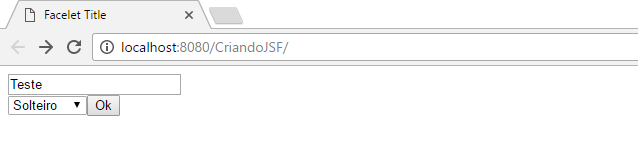 Facelet Title
localhost:8080/CriandoJSF/
Teste
Solteiro Ok